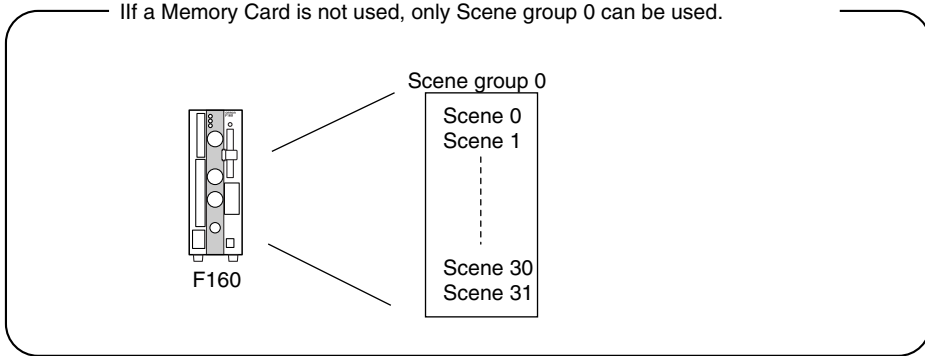 IIf a Memory Card is not used, only Scene group 0 can be used.
Scene group 0
Scene 0
Scene 1
Scene 30
Scene 31
F160